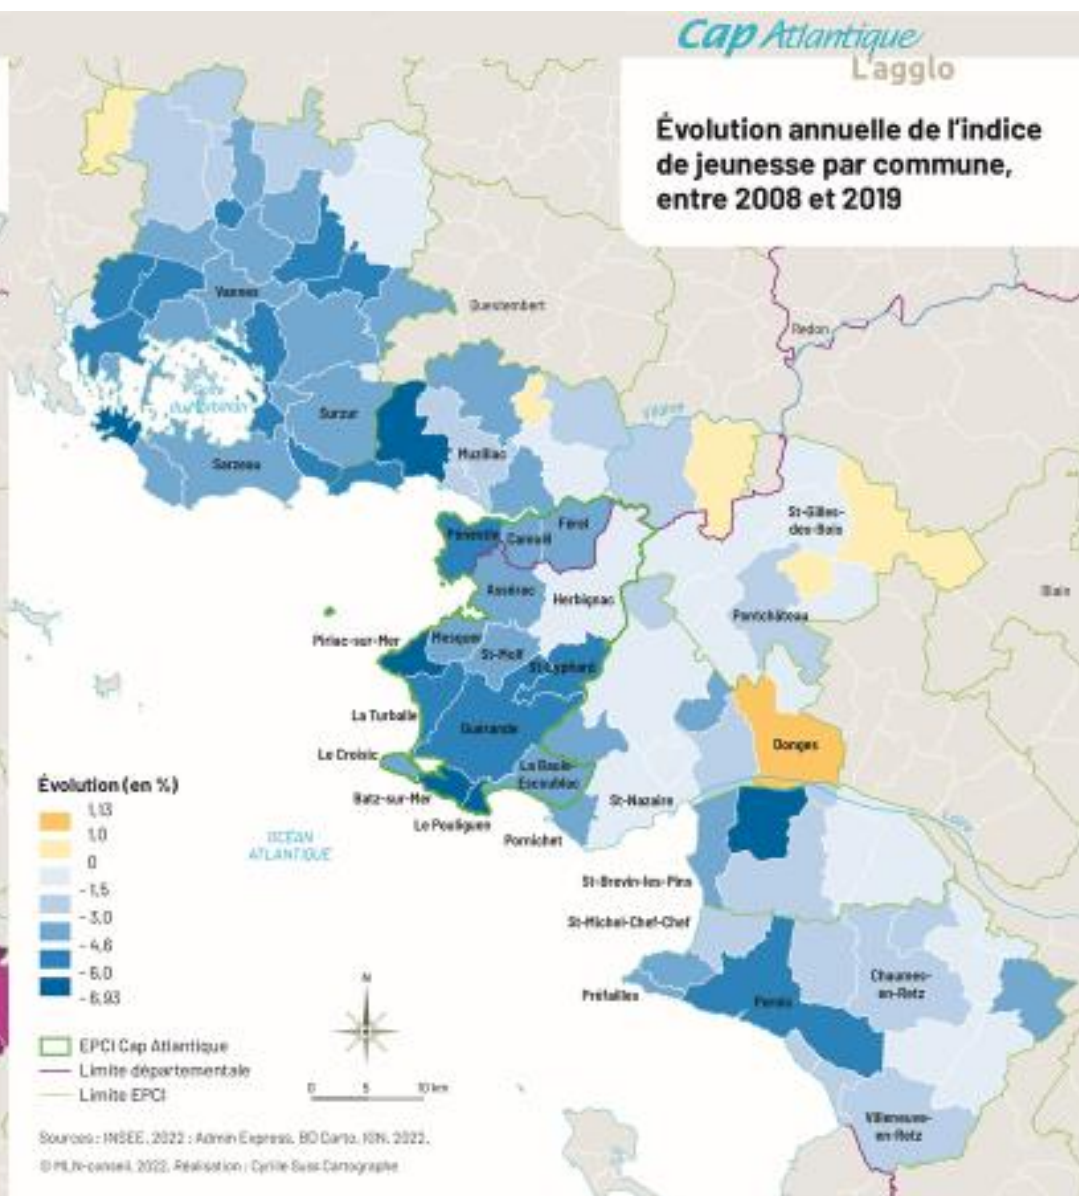 Cap Atlantique
L'agglo
Évolution annuelle de l'indice
de jeunesse par commune,
entre 2008 et 2019
Vannes
Questembert
Redon
Vilaine
Surzur
Sarzeau
Muzillac
St-Gilles-
des-Bois
Pénestin
Camoël
Férel
Assérac
Herbignac
Pontchâteau
Blain
Piriac-sur-Mer
Mesquer
St-Molf
St-Lyphard
La Turballe
Guérande
Donges
Le Croisic
La Baule-
Escoublac
Batz-sur-Mer
St-Nazaire
Le Pouliguen
Pornichet
Loire
OCÉAN
ATLANTIQUE
St-Brevin-les-Pins
St-Michel-Chef-Chef
Préfailles
Pornic
Chaumes-
en-Retz
Villeneuve-
en-Retz
Évolution (en %)
1,13
1,0
0
- 1,5
- 3,0
- 4,6
- 6,0
- 6,93
N
EPCI Cap Atlantique
Limite départementale
Limite EPCI
0 5 10 km
Sources : INSEE, 2022 ; Admin Express, BD Carto, IGN, 2022.
© MLN-conseil, 2022. Réalisation : Cyrille Suss Cartographe